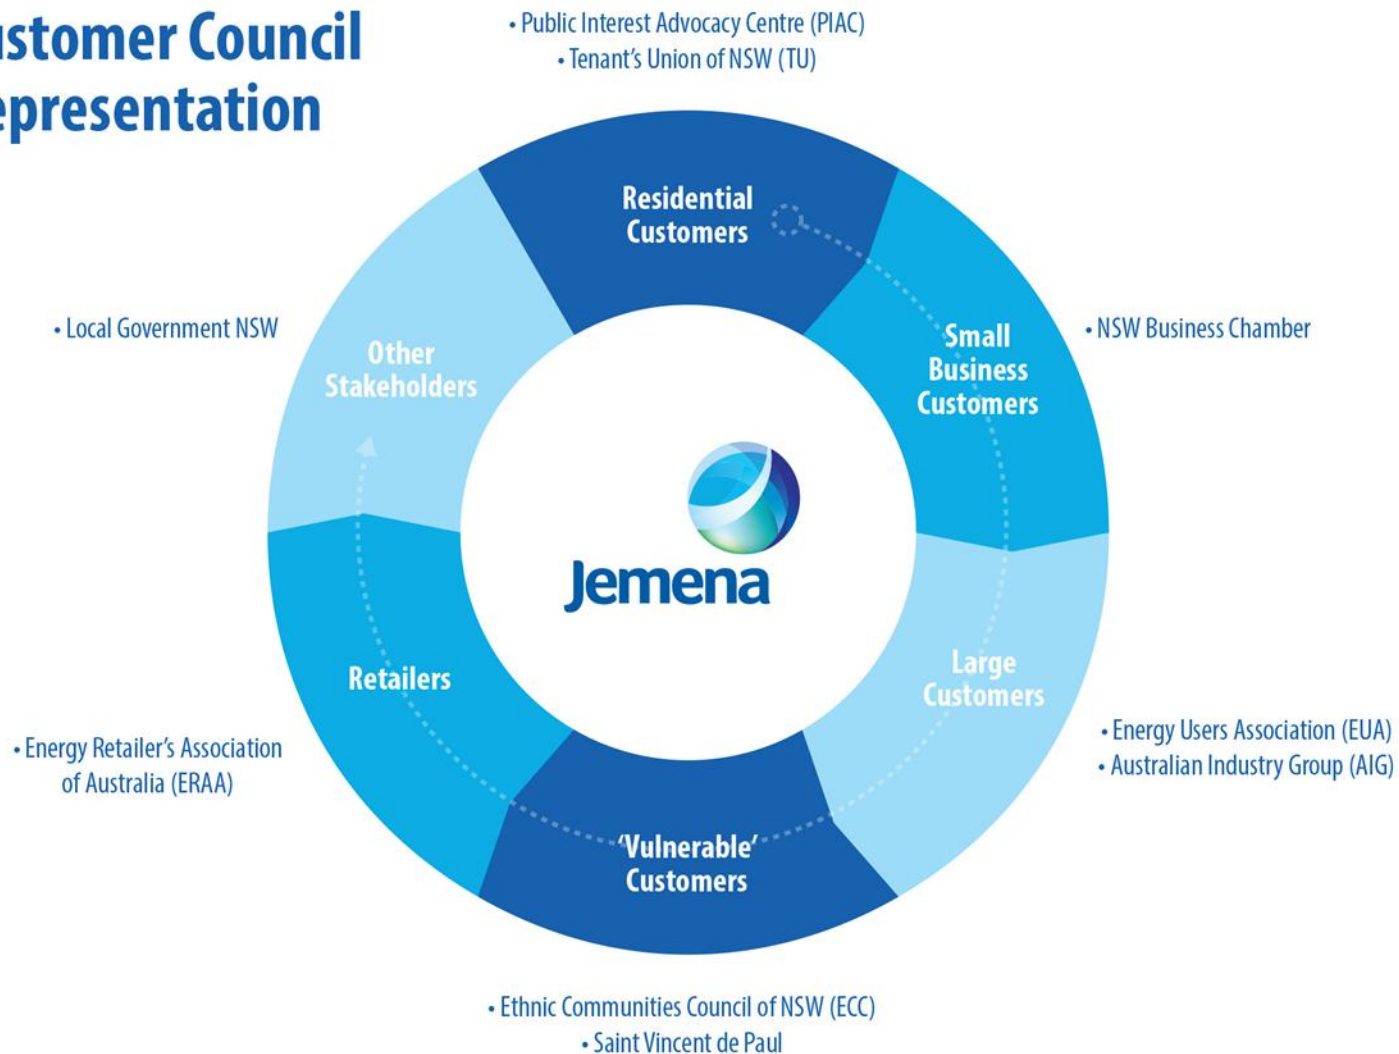 ustomer Council
epresentation
• Public Interest Advocacy Centre (PIAC)
• Tenant's Union of NSW (TU)
Residential
Customers
Small
Business
Customers
• NSW Business Chamber
Large
Customers
• Energy Users Association (EUA)
• Australian Industry Group (AIG)
'Vulnerable'
Customers
• Ethnic Communities Council of NSW (ECC)
• Saint Vincent de Paul
Retailers
• Energy Retailer's Association
of Australia (ERAA)
Other
Stakeholders
• Local Government NSW
Jemena